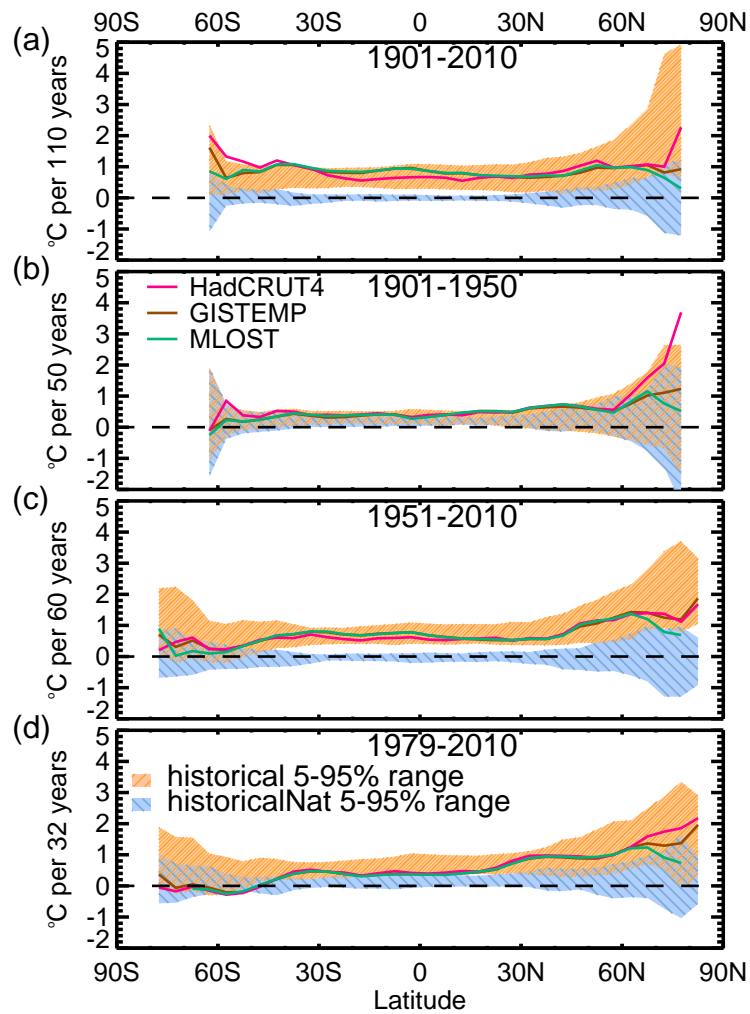 90S 60S 30S 0 30N 60N 90N
(a)
1901-2010
°C per 110 years
5
4
3
2
1
0
-1
-2
(b)
1901-1950
HadCRUT4
GISTEMP
MLOST
°C per 50 years
5
4
3
2
1
0
-1
-2
(c)
1951-2010
°C per 60 years
5
4
3
2
1
0
-1
-2
(d)
1979-2010
historical 5-95% range
historicalNat 5-95% range
°C per 32 years
5
4
3
2
1
0
-1
-2
90S 60S 30S 0 30N 60N 90N
Latitude